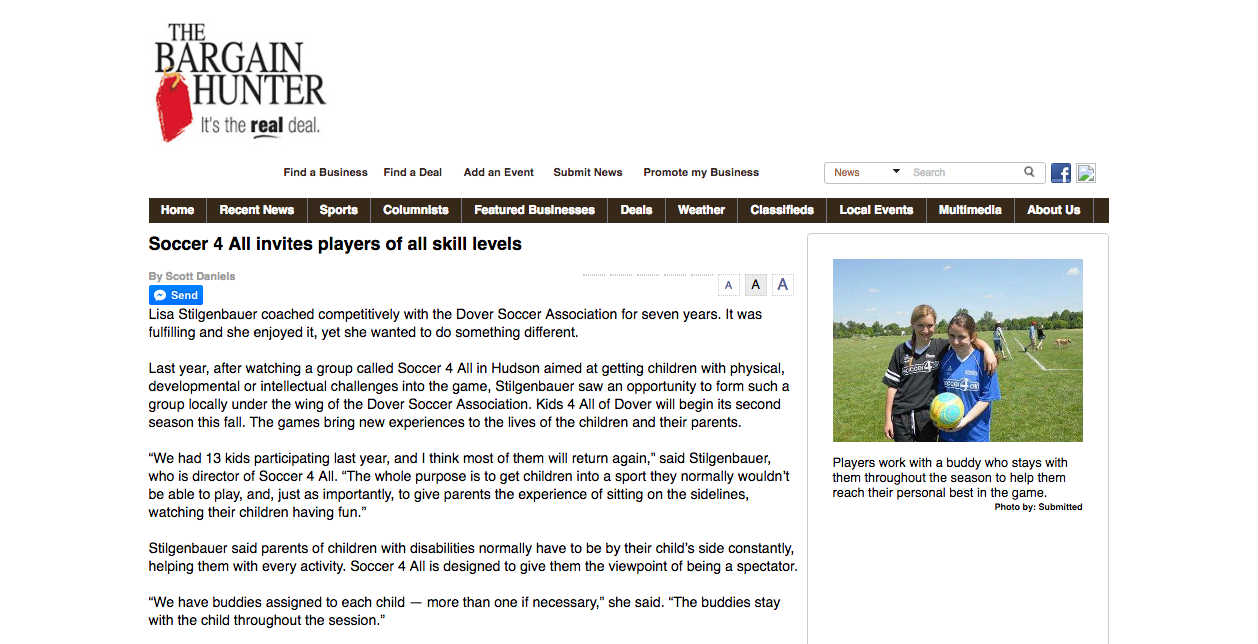 THE
BARGAIN
HUNTER
It's the real deal.
Find a Business Find a Deal Add an Event Submit News Promote my Business News Search
Home Recent News Sports Columnists Featured Businesses Deals Weather Classifieds Local Events Multimedia About Us
Soccer 4 All invites players of all skill levels
By Scott Daniels
A A A
Send
Lisa Stilgenbauer coached competitively with the Dover Soccer Association for seven years. It was
fulfilling and she enjoyed it, yet she wanted to do something different.
Last year, after watching a group called Soccer 4 All in Hudson aimed at getting children with physical,
developmental or intellectual challenges into the game, Stilgenbauer saw an opportunity to form such a
group locally under the wing of the Dover Soccer Association. Kids 4 All of Dover will begin its second
season this fall. The games bring new experiences to the lives of the children and their parents.
“We had 13 kids participating last year, and I think most of them will return again,” said Stilgenbauer,
who is director of Soccer 4 All. “The whole purpose is to get children into a sport they normally wouldn’t
be able to play, and, just as importantly, to give parents the experience of sitting on the sidelines,
watching their children having fun.”
Stilgenbauer said parents of children with disabilities normally have to be by their child’s side constantly,
helping them with every activity. Soccer 4 All is designed to give them the viewpoint of being a spectator.
“We have buddies assigned to each child — more than one if necessary,” she said. “The buddies stay
with the child throughout the session.”
Players work with a buddy who stays with
them throughout the season to help them
reach their personal best in the game.
Photo by: Submitted